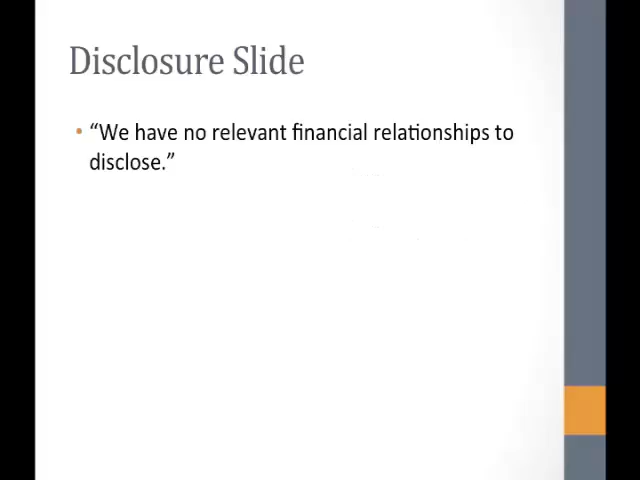 Disclosure Slide
• “We have no relevant financial relationships to
disclose.”